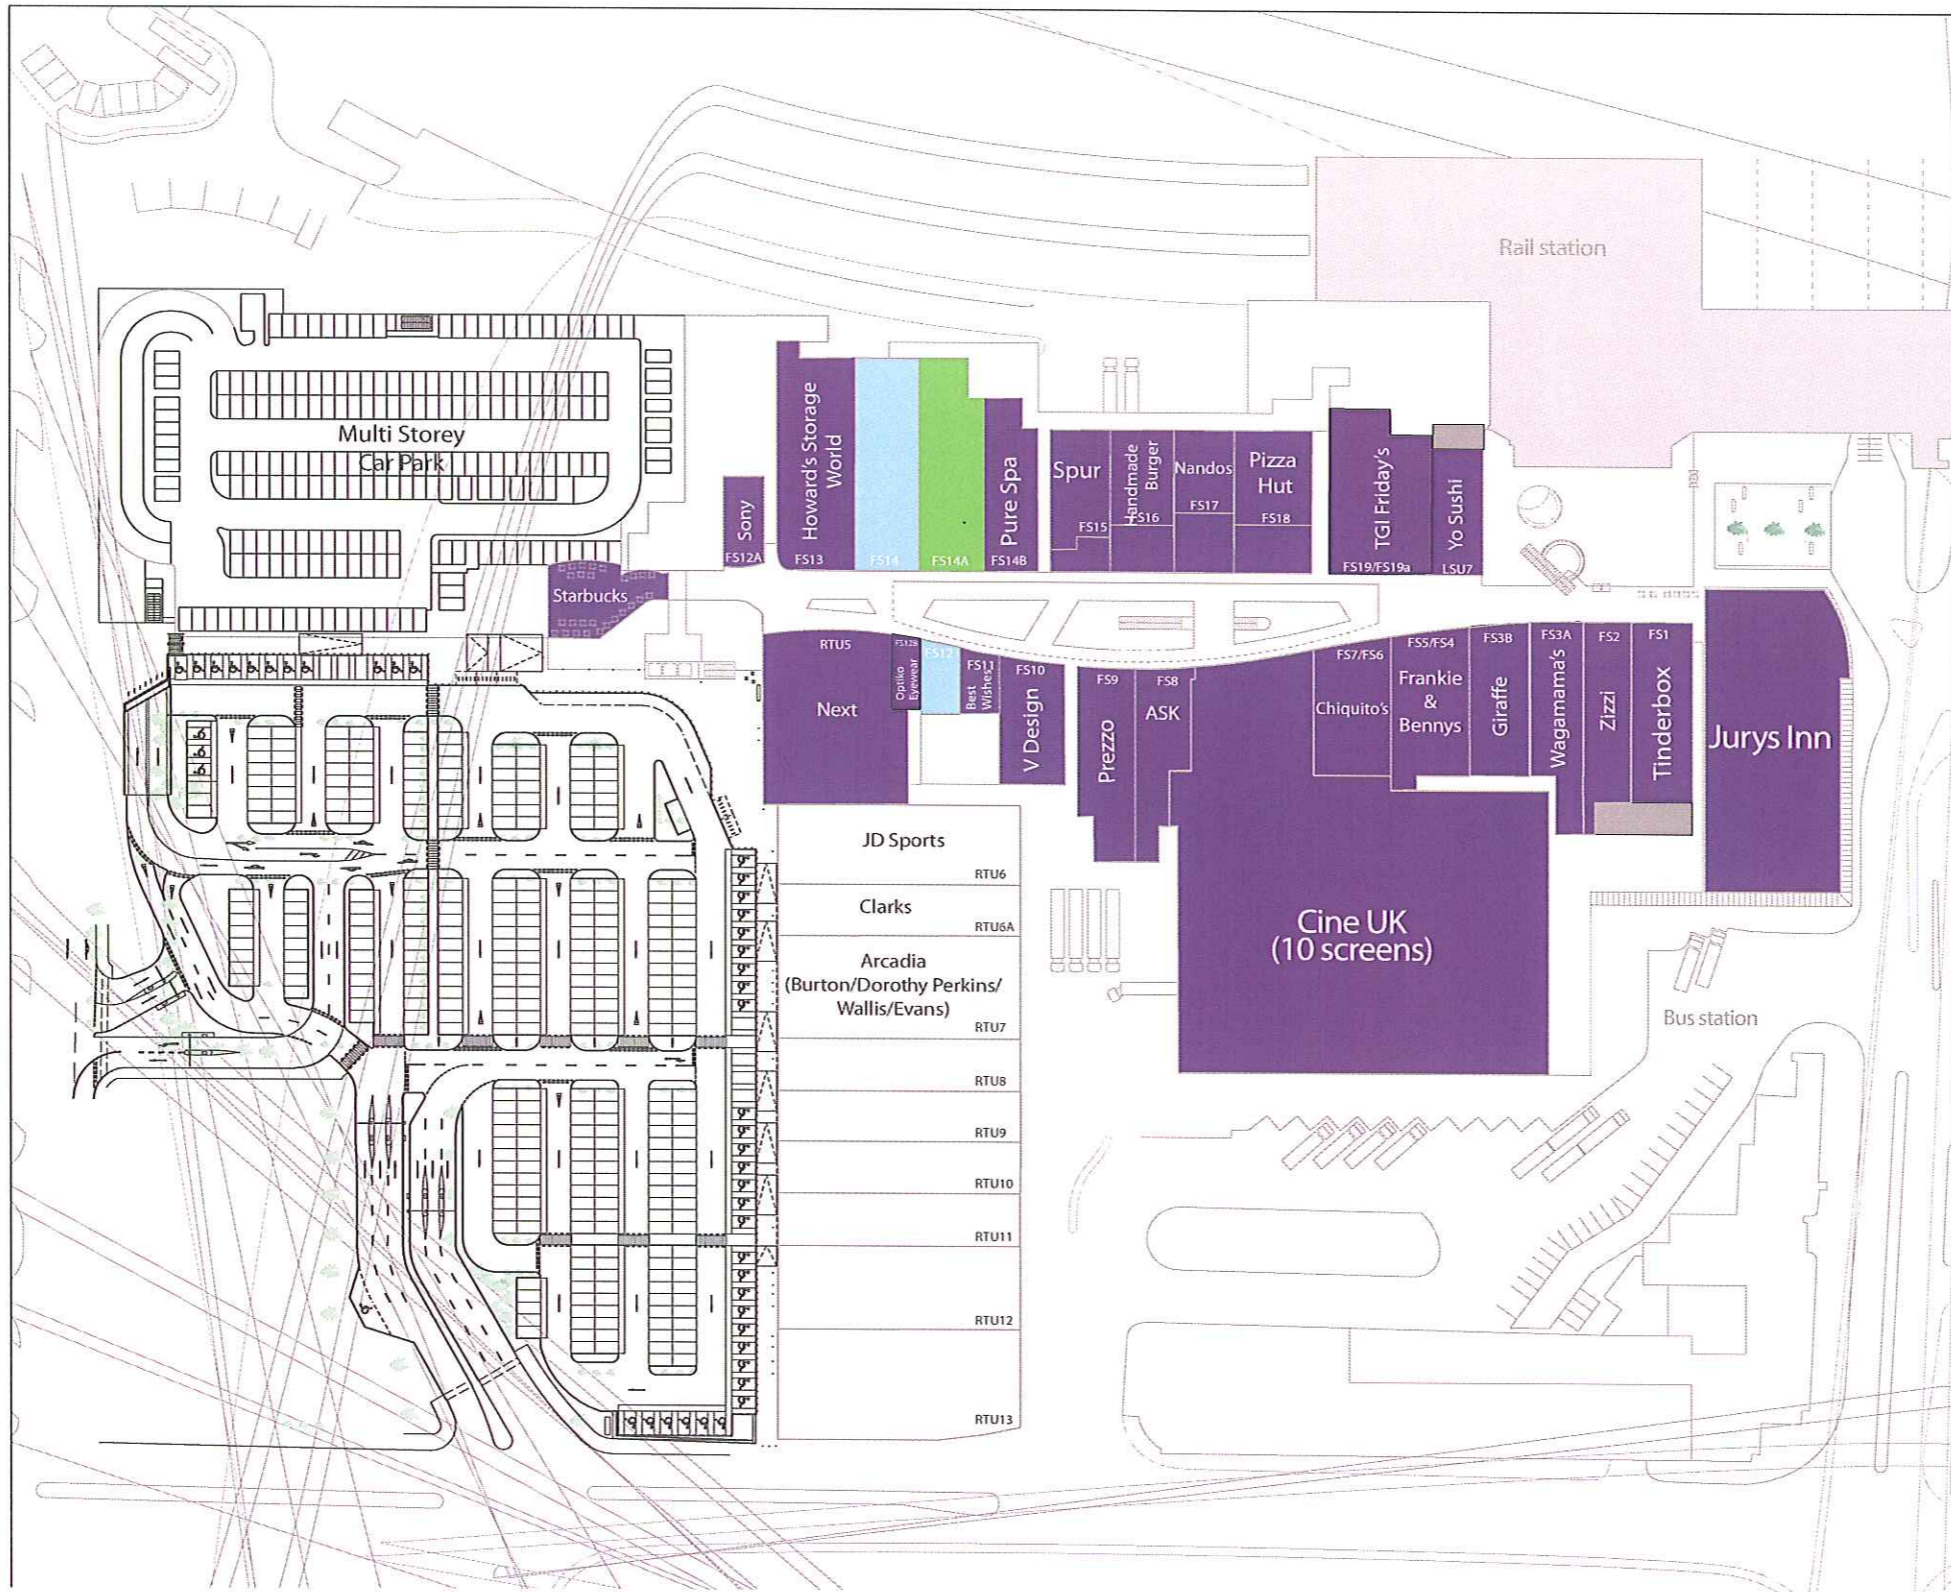 Rail station
Multi Storey
Car Park
Sony
FS12A
Howard's Storage
World
FS13
FS14
FS14A
Pure Spa
FS14B
Spur
FS15
Handmade
Burger
FS16
Nandos
FS17
Pizza
Hut
FS18
TGI Friday's
FS19/FS19a
Yo Sushi
LSU7
Starbucks
RTU5
Next
FS12B
Optiko
Eyewear
FS12
FS11
Best
Wishes
FS10
V Design
FS9
Prezzo
FS8
ASK
FS7/FS6
Chiquito's
FS5/FS4
Frankie
&
Bennys
FS3B
Giraffe
FS3A
Wagamama's
FS2
Zizzi
FS1
Tinderbox
Jurys Inn
JD Sports
RTU6
Clarks
RTU6A
Arcadia
(Burton/Dorothy Perkins/
Wallis/Evans)
RTU7
RTU8
RTU9
RTU10
RTU11
RTU12
RTU13
Cine UK
(10 screens)
Bus station